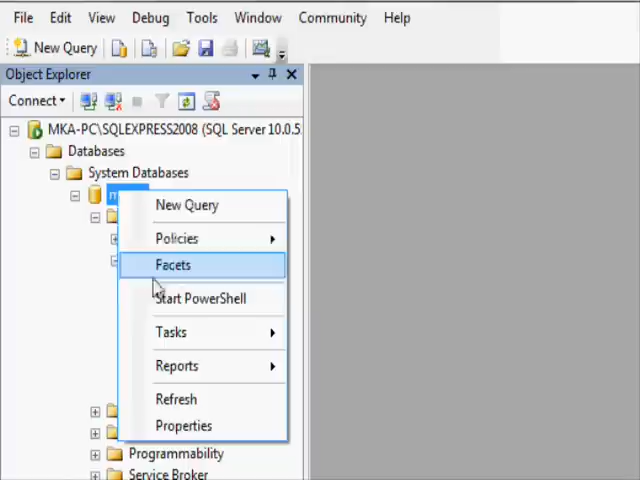 File Edit View Debug Tools Window Community Help
New Query
Object Explorer
Connect
MKA-PC\SQLEXPRESS2008 (SQL Server 10.0.5
Databases
System Databases
New Query
Policies
Facets
Start PowerShell
Tasks
Reports
Refresh
Properties
Programmability
Service Broker